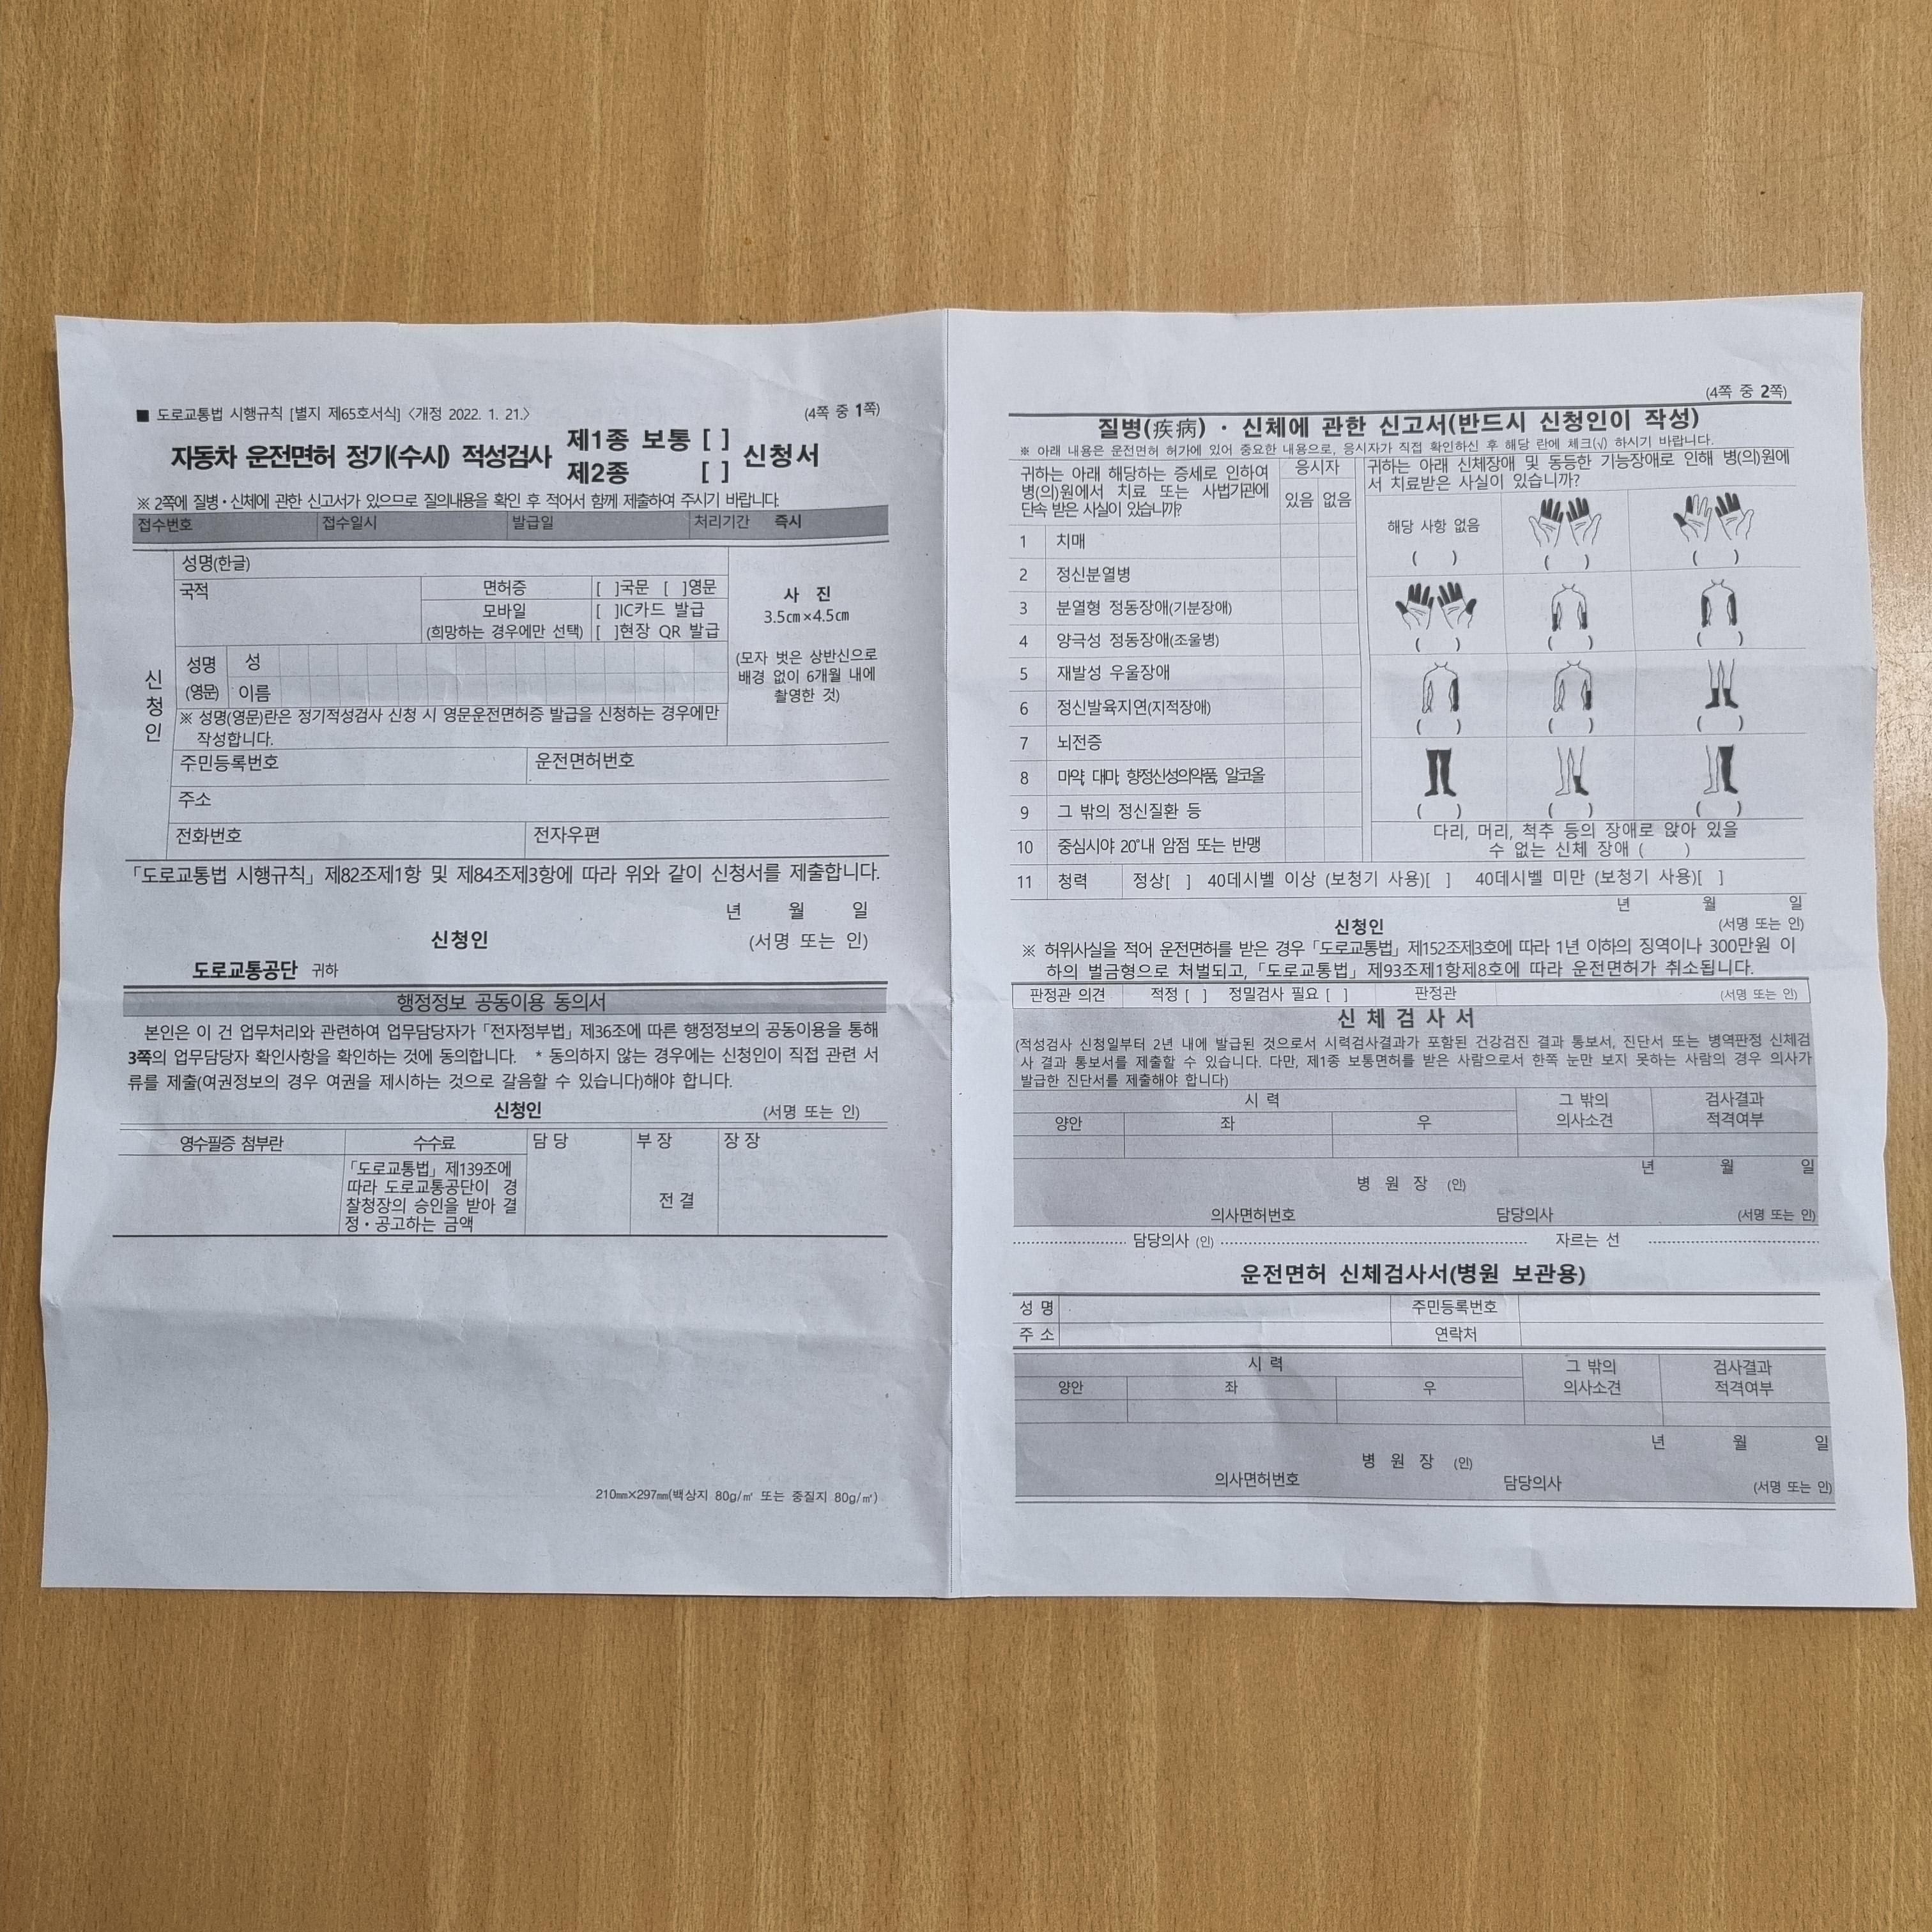 ■ 도로교통법 시행규칙 [별지 제65호서식] 〈개정 2022. 1. 21.〉
(4쪽 중 1쪽)
자동차 운전면허 정기(수시) 적성검사 제1종 보통 [ ] 신청서
제2종 [ ]
※ 2쪽에 질병·신체에 관한 신고서가 있으므로 질의내용을 확인 후 적어서 함께 제출하여 주시기 바랍니다.
접수번호 접수일시 발급일 처리기간 즉시
신청인
성명(한글)
국적
면허증 [ ]국문 [ ]영문
모바일 [ ]IC카드 발급
(희망하는 경우에만 선택) [ ]현장 QR 발급
사 진
3.5㎝×4.5㎝
(모자 벗은 상반신으로
배경 없이 6개월 내에
촬영한 것)
성명 성
(영문) 이름
※ 성명(영문)란은 정기적성검사 신청 시 영문운전면허증 발급을 신청하는 경우에만
작성합니다.
주민등록번호 운전면허번호
주소
전화번호 전자우편
「도로교통법 시행규칙」 제82조제1항 및 제84조제3항에 따라 위와 같이 신청서를 제출합니다.
년 월 일
신청인 (서명 또는 인)
도로교통공단 귀하
행정정보 공동이용 동의서
본인은 이 건 업무처리와 관련하여 업무담당자가 「전자정부법」 제36조에 따른 행정정보의 공동이용을 통해
3쪽의 업무담당자 확인사항을 확인하는 것에 동의합니다. * 동의하지 않는 경우에는 신청인이 직접 관련 서
류를 제출(여권정보의 경우 여권을 제시하는 것으로 갈음할 수 있습니다)해야 합니다.
신청인 (서명 또는 인)
영수필증 첨부란 수수료 담 당 부 장 장 장
「도로교통법」 제139조에
따라 도로교통공단이 경
찰청장의 승인을 받아 결
정·공고하는 금액
전 결
210㎜×297㎜(백상지 80g/㎡ 또는 중질지 80g/㎡)
(4쪽 중 2쪽)
질병(疾病) · 신체에 관한 신고서(반드시 신청인이 작성)
※ 아래 내용은 운전면허 허가에 있어 중요한 내용으로, 응시자가 직접 확인하신 후 해당 란에 체크(√) 하시기 바랍니다.
귀하는 아래 해당하는 증세로 인하여
병(의)원에서 치료 또는 사법기관에
단속 받은 사실이 있습니까?
응시자
있음 없음
귀하는 아래 신체장애 및 동등한 기능장애로 인해 병(의)원에
서 치료받은 사실이 있습니까?
해당 사항 없음
( ) ( ) ( )
1 치매
2 정신분열병
3 분열형 정동장애(기분장애)
4 양극성 정동장애(조울병)
( ) ( ) ( )
5 재발성 우울장애
6 정신발육지연(지적장애)
( ) ( ) ( )
7 뇌전증
8 마약, 대마, 향정신성의약품, 알코올
9 그 밖의 정신질환 등
( ) ( ) ( )
10 중심시야 20°내 암점 또는 반맹
다리, 머리, 척추 등의 장애로 앉아 있을
수 없는 신체 장애 ( )
11 청력 정상[ ] 40데시벨 이상 (보청기 사용)[ ] 40데시벨 미만 (보청기 사용)[ ]
년 월 일
신청인 (서명 또는 인)
※ 허위사실을 적어 운전면허를 받은 경우 「도로교통법」 제152조제3호에 따라 1년 이하의 징역이나 300만원 이
하의 벌금형으로 처벌되고, 「도로교통법」 제93조제1항제8호에 따라 운전면허가 취소됩니다.
판정관 의견 적정 [ ] 정밀검사 필요 [ ] 판정관 (서명 또는 인)
신 체 검 사 서
(적성검사 신청일부터 2년 내에 발급된 것으로서 시력검사결과가 포함된 건강검진 결과 통보서, 진단서 또는 병역판정 신체검
사 결과 통보서를 제출할 수 있습니다. 다만, 제1종 보통면허를 받은 사람으로서 한쪽 눈만 보지 못하는 사람의 경우 의사가
발급한 진단서를 제출해야 합니다)
시 력 그 밖의 검사결과
양안 좌 우 의사소견 적격여부
년 월 일
병 원 장 (인)
의사면허번호 담당의사 (서명 또는 인)
담당의사 (인) 자르는 선
운전면허 신체검사서(병원 보관용)
성 명 주민등록번호
주 소 연락처
시 력 그 밖의 검사결과
양안 좌 우 의사소견 적격여부
년 월 일
병 원 장 (인)
의사면허번호 담당의사 (서명 또는 인)